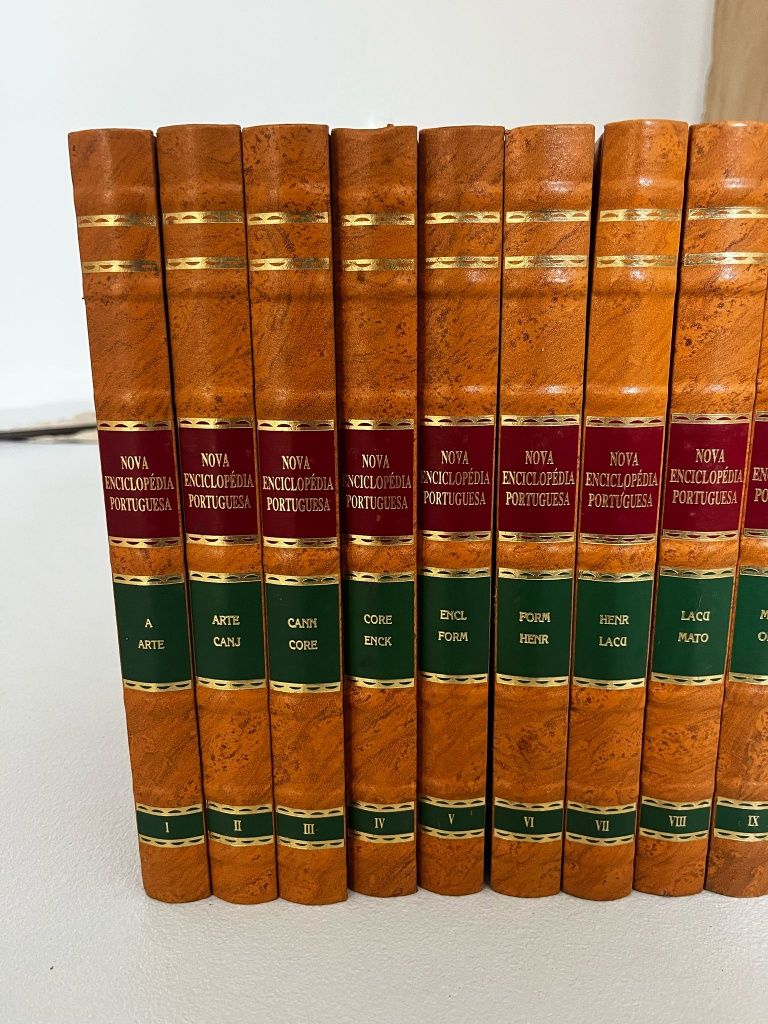 NOVA
ENCICLOPÉDIA
PORTUGUESA
A
ARTE
I
NOVA
ENCICLOPÉDIA
PORTUGUESA
ARTE
CANJ
II
NOVA
ENCICLOPÉDIA
PORTUGUESA
CANN
CORE
III
NOVA
ENCICLOPÉDIA
PORTUGUESA
CORE
ENCK
IV
NOVA
ENCICLOPÉDIA
PORTUGUESA
ENCL
FORM
V
NOVA
ENCICLOPÉDIA
PORTUGUESA
FORM
HENR
VI
NOVA
ENCICLOPÉDIA
PORTUGUESA
HENR
LACU
VII
NOVA
ENCICLOPÉDIA
PORTUGUESA
LACU
MATO
VIII
IX